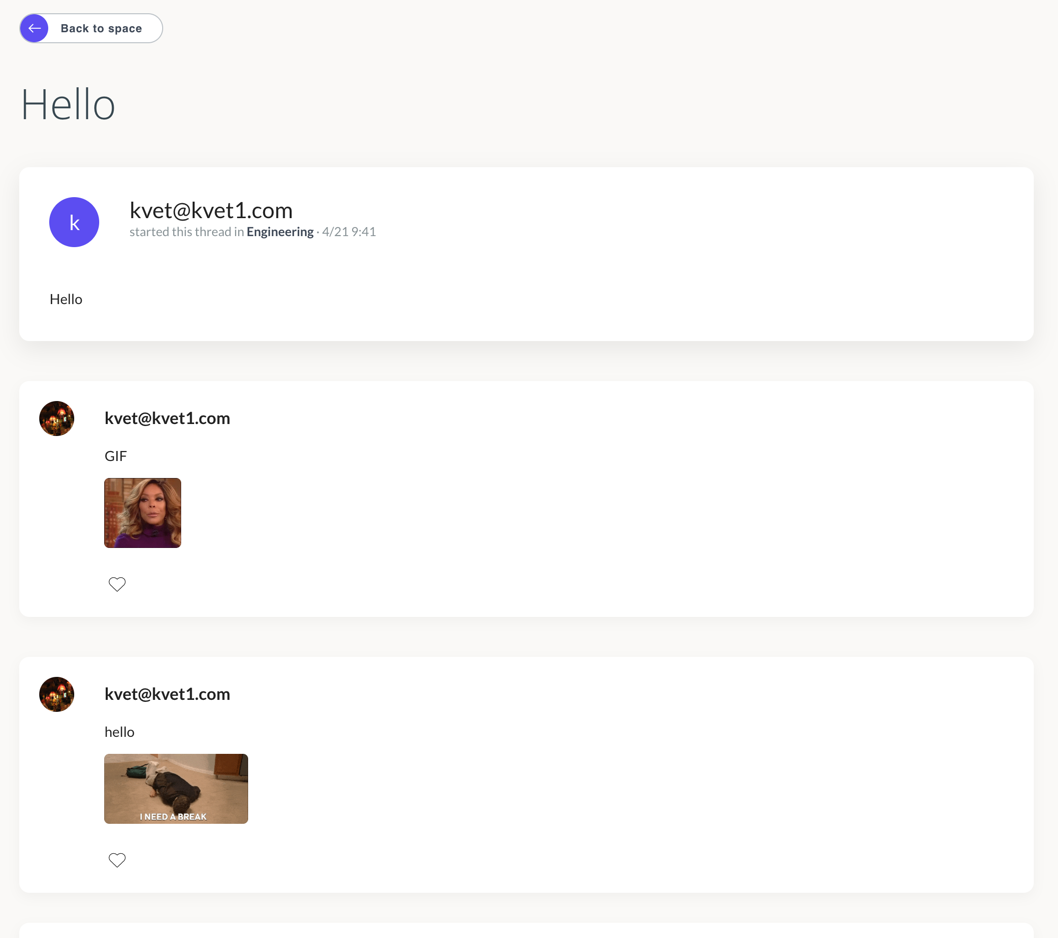 Back to space
Hello
k
kvet@kvet1.com
started this thread in Engineering · 4/21 9:41
Hello
kvet@kvet1.com
GIF
kvet@kvet1.com
hello
I NEED A BREAK